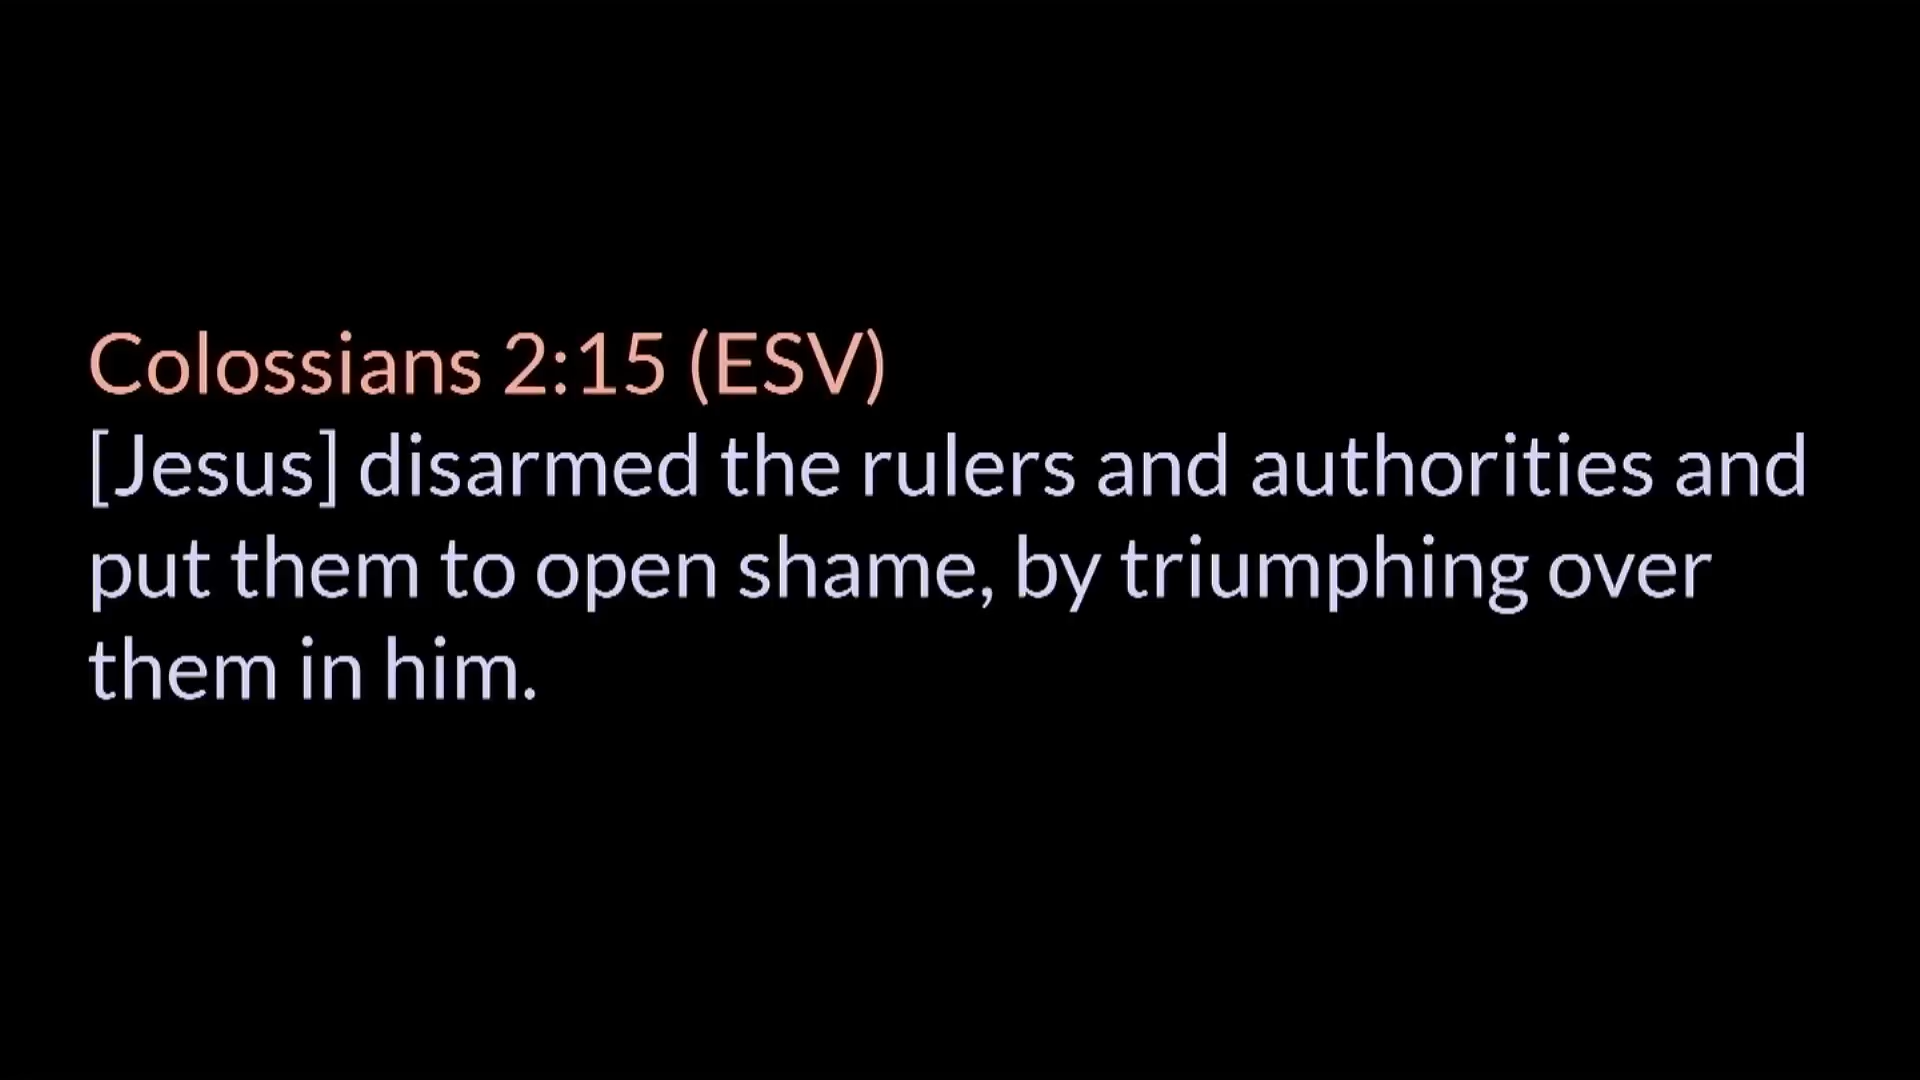 Colossians 2:15 (ESV)
[Jesus] disarmed the rulers and authorities and
put them to open shame, by triumphing over
them in him.